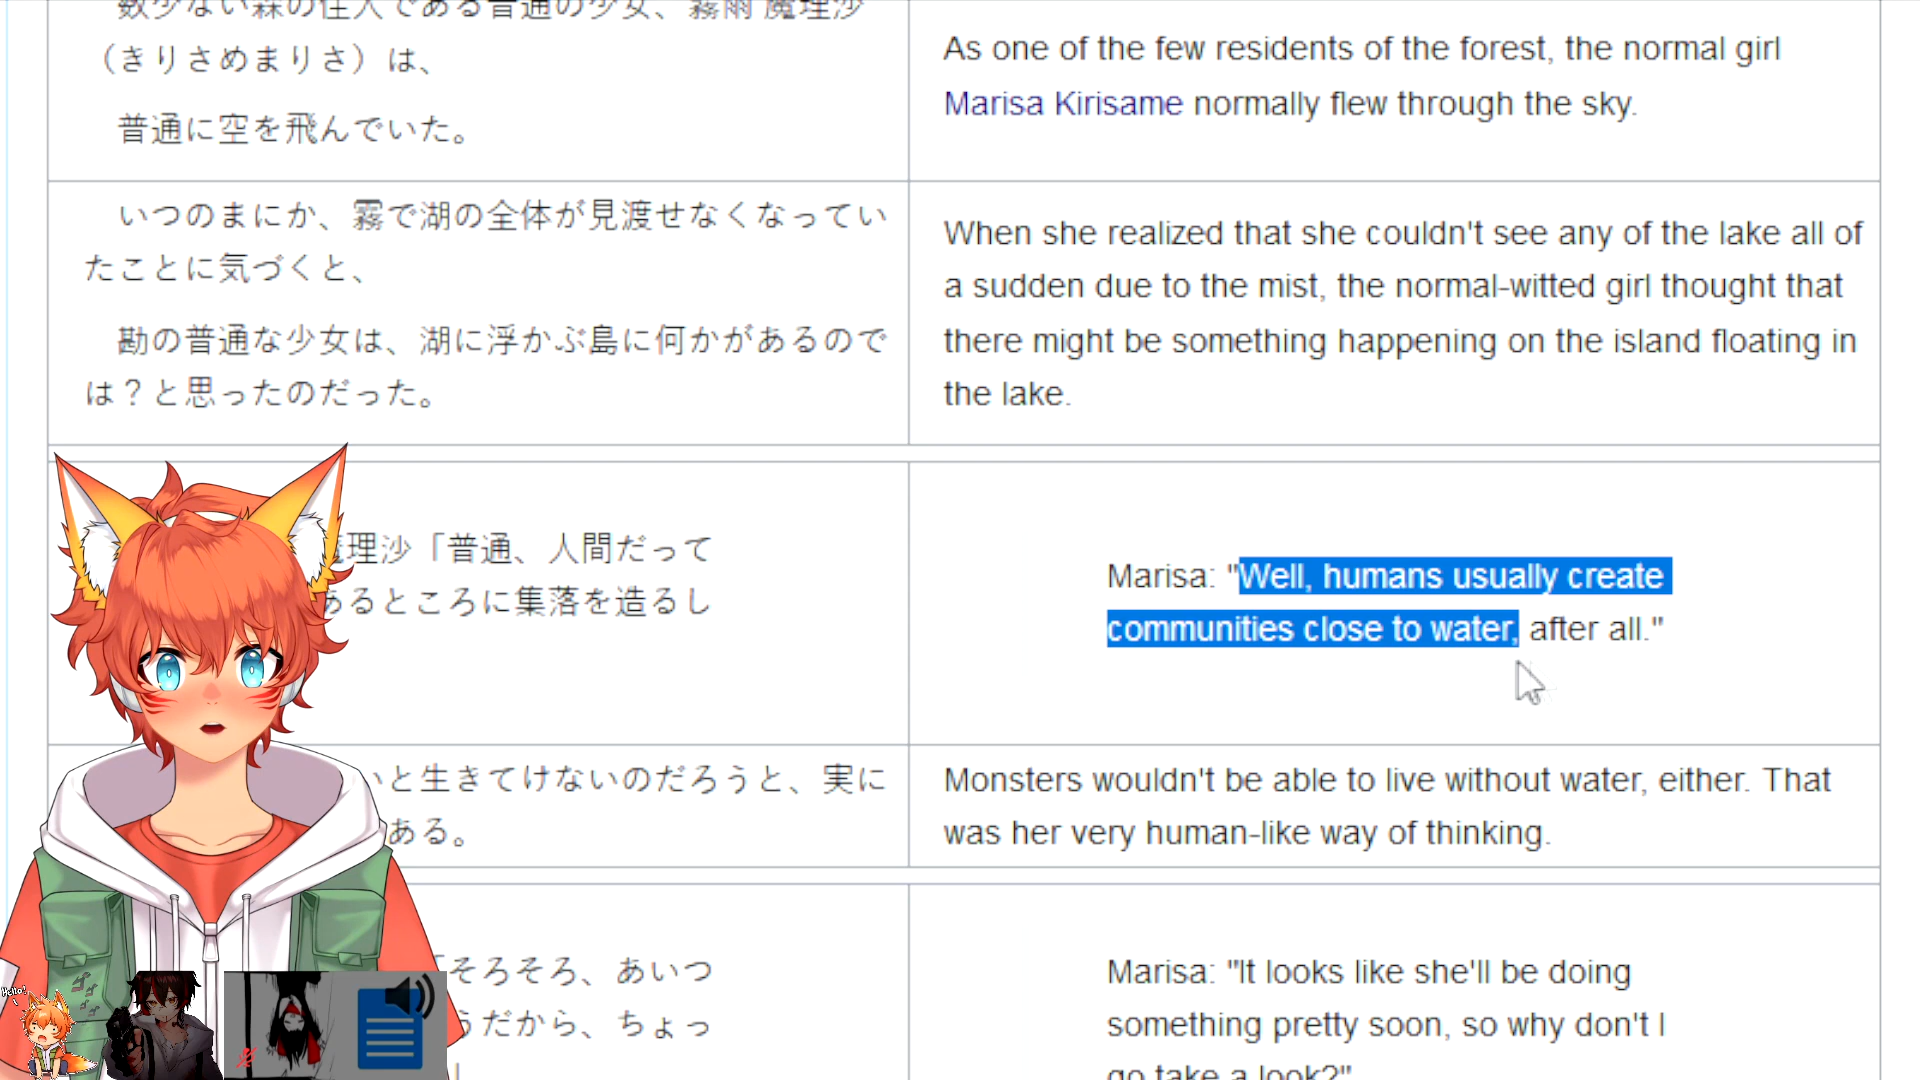 数少ない森の住人である普通の少女、霧雨 魔理沙
（きりさめまりさ）は、
普通に空を飛んでいた。
As one of the few residents of the forest, the normal girl
Marisa Kirisame normally flew through the sky.
いつのまにか、霧で湖の全体が見渡せなくなってい
たことに気づくと、
勘の普通な少女は、湖に浮かぶ島に何かがあるので
は？と思ったのだった。
When she realized that she couldn't see any of the lake all of
a sudden due to the mist, the normal-witted girl thought that
there might be something happening on the island floating in
the lake.
魔理沙「普通、人間だって
あるところに集落を造るし
Marisa: "Well, humans usually create
communities close to water, after all."
いと生きてけないのだろうと、実に
ある。
Monsters wouldn't be able to live without water, either. That
was her very human-like way of thinking.
「そろそろ、あいつ
うだから、ちょっ
」
Marisa: "It looks like she'll be doing
something pretty soon, so why don't I
go take a look?"
Hello!